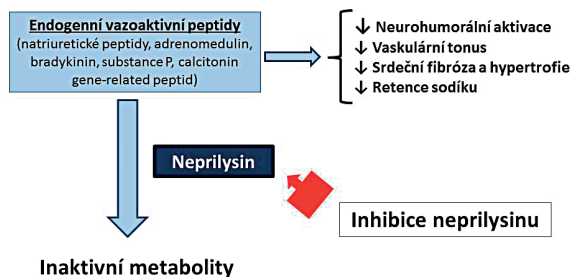 Endogenní vazoaktivní peptidy
(natriuretické peptidy, adrenomedulin,
bradykinin, substance P, calcitonin
gene-related peptid)
↓ Neurohumorální aktivace
↓ Vaskulární tonus
↓ Srdeční fibróza a hypertrofie
↓ Retence sodíku
Neprilysin
Inhibice neprilysinu
Inaktivní metabolity